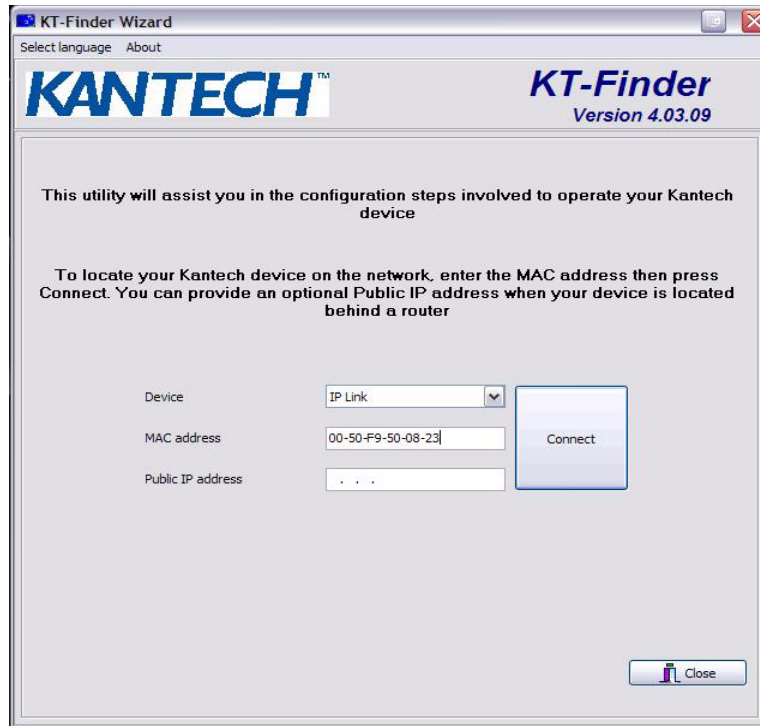 KT-Finder Wizard
Select language About
KANTECH™
KT-Finder
Version 4.03.09
This utility will assist you in the configuration steps involved to operate your Kantech
device
To locate your Kantech device on the network, enter the MAC address then press
Connect. You can provide an optional Public IP address when your device is located
behind a router
Device
IP Link
MAC address
00-50-F9-50-08-23
Connect
Public IP address
. . .
Close